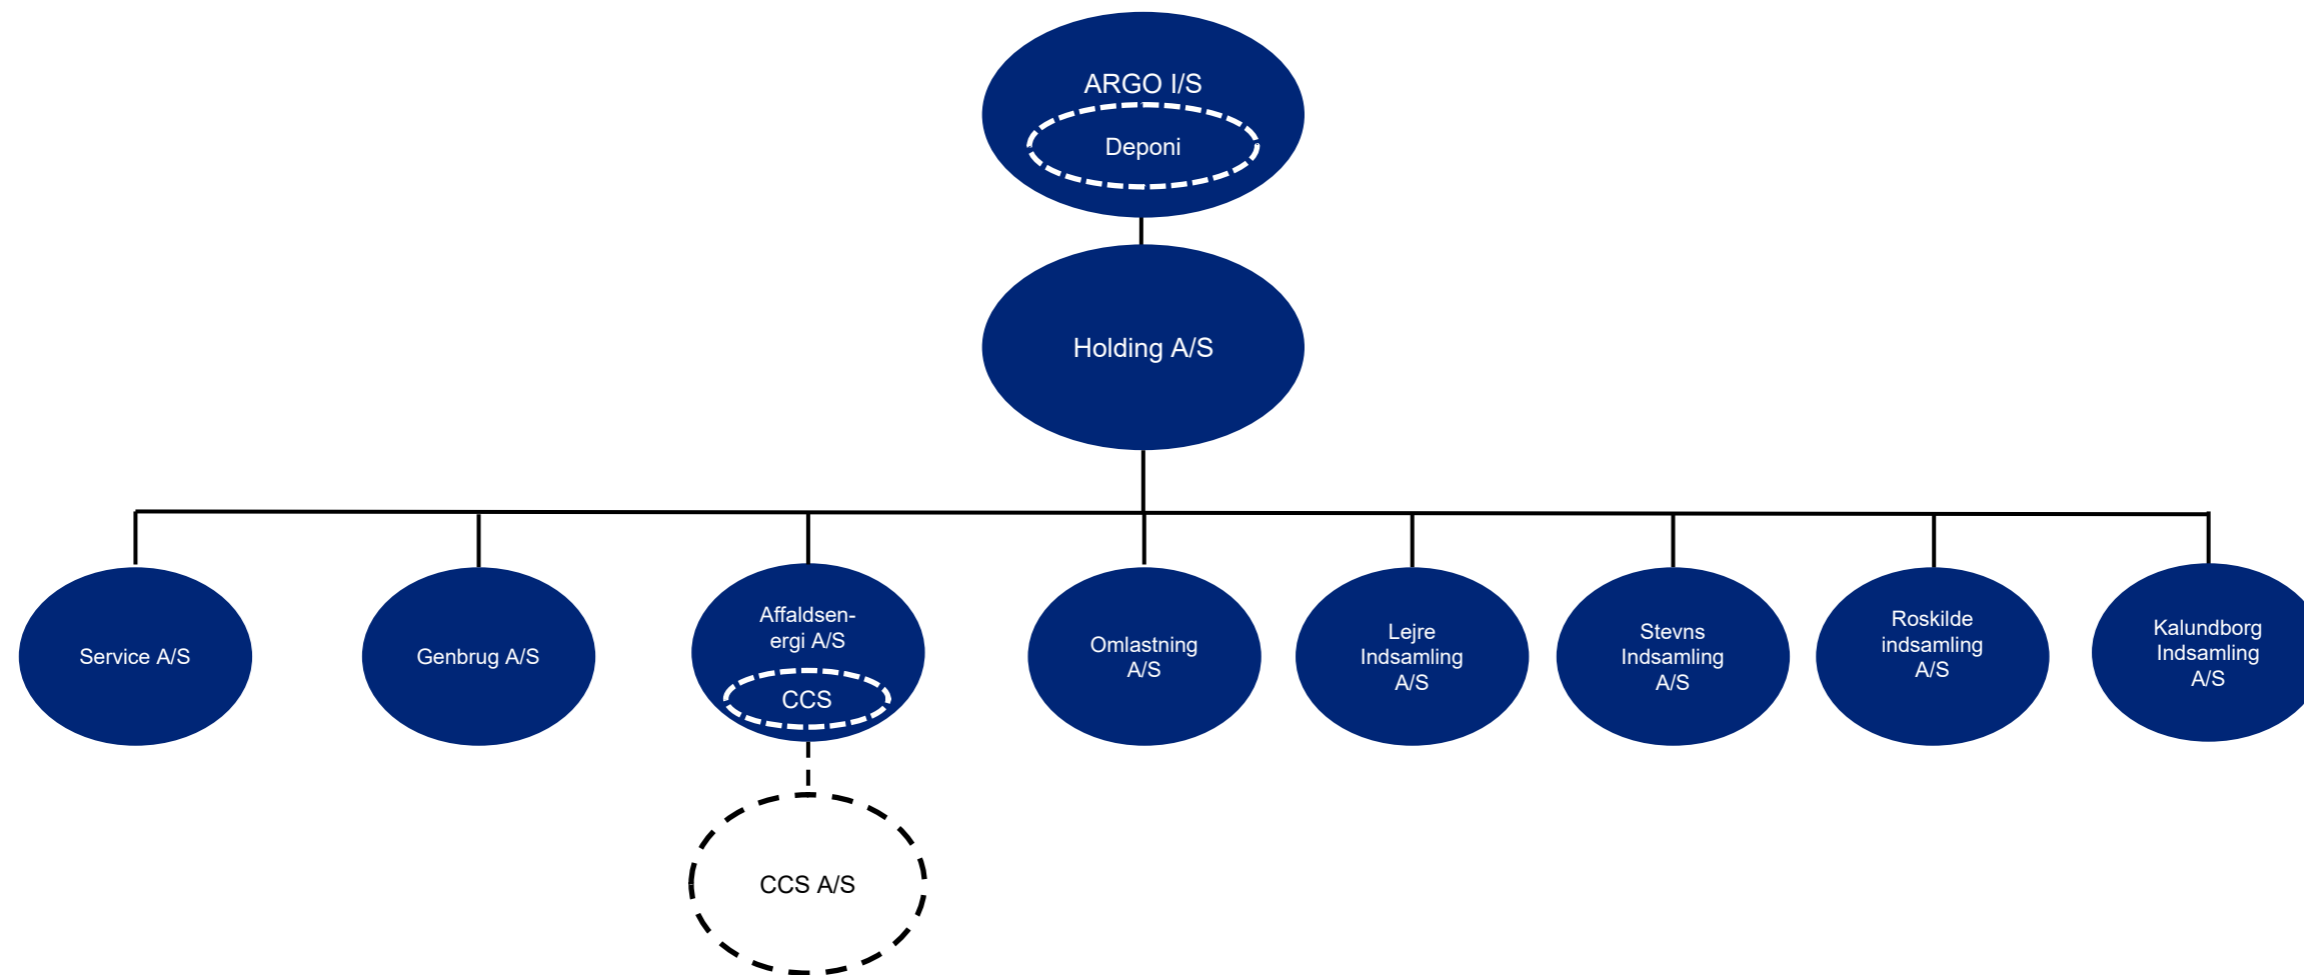 ARGO I/S
Deponi
Holding A/S
Service A/S
Genbrug A/S
Affaldsen-
ergi A/S
CCS
Omlastning
A/S
Lejre
Indsamling
A/S
Stevns
Indsamling
A/S
Roskilde
indsamling
A/S
Kalundborg
Indsamling
A/S
CCS A/S